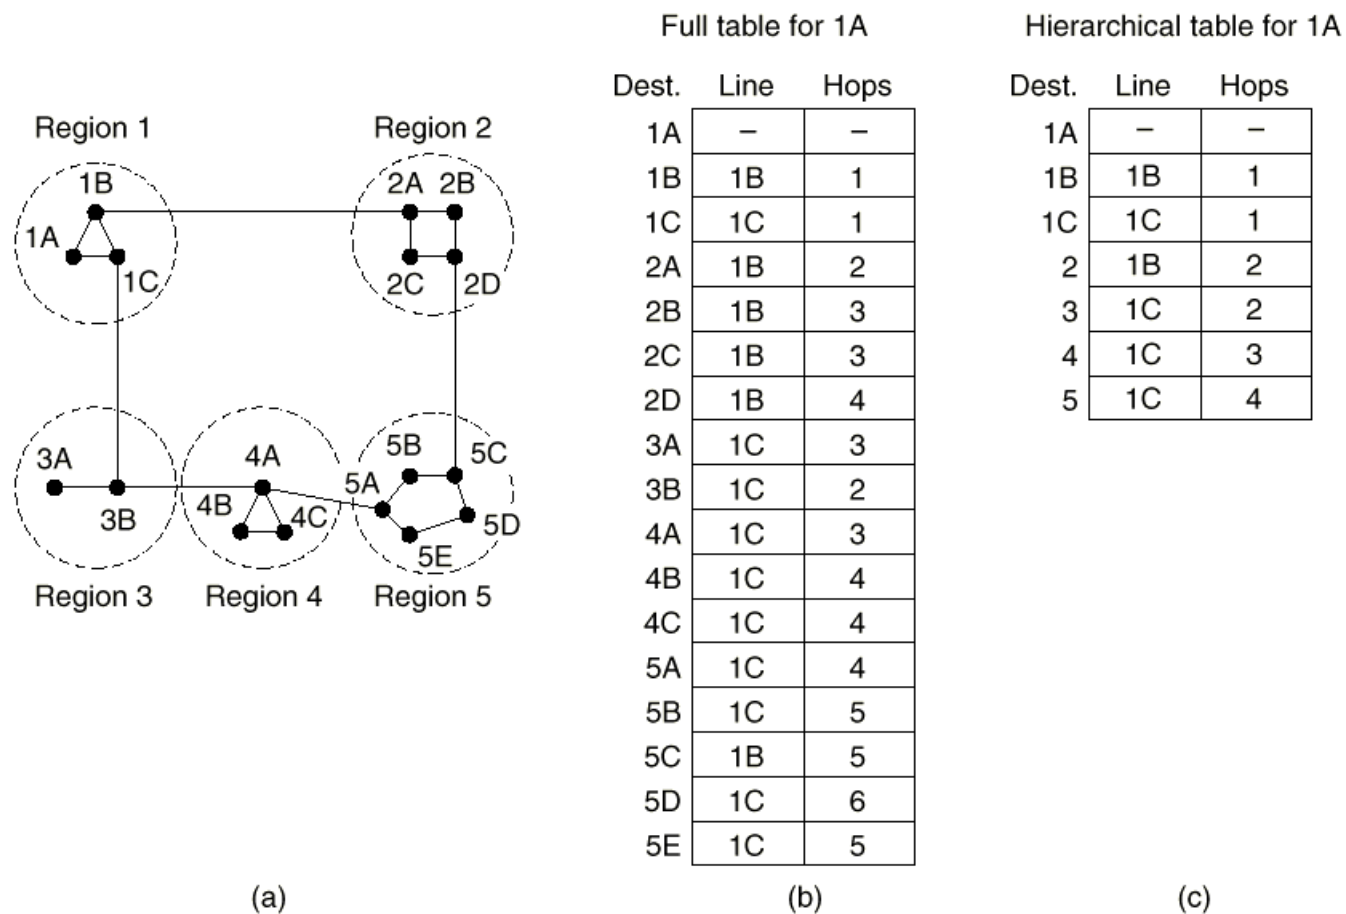 Full table for 1A
Hierarchical table for 1A
Dest. Line Hops
Dest. Line Hops
Region 1
Region 2
1B
1A
1C
2A 2B
2C 2D
3A
3B
4A
4B
4C
5A
5B
5C
5D
5E
Region 3
Region 4
Region 5
1A – –
1B 1B 1
1C 1C 1
2A 1B 2
2B 1B 3
2C 1B 3
2D 1B 4
3A 1C 3
3B 1C 2
4A 1C 3
4B 1C 4
4C 1C 4
5A 1C 4
5B 1C 5
5C 1B 5
5D 1C 6
5E 1C 5
1A – –
1B 1B 1
1C 1C 1
2 1B 2
3 1C 2
4 1C 3
5 1C 4
(a)
(b)
(c)